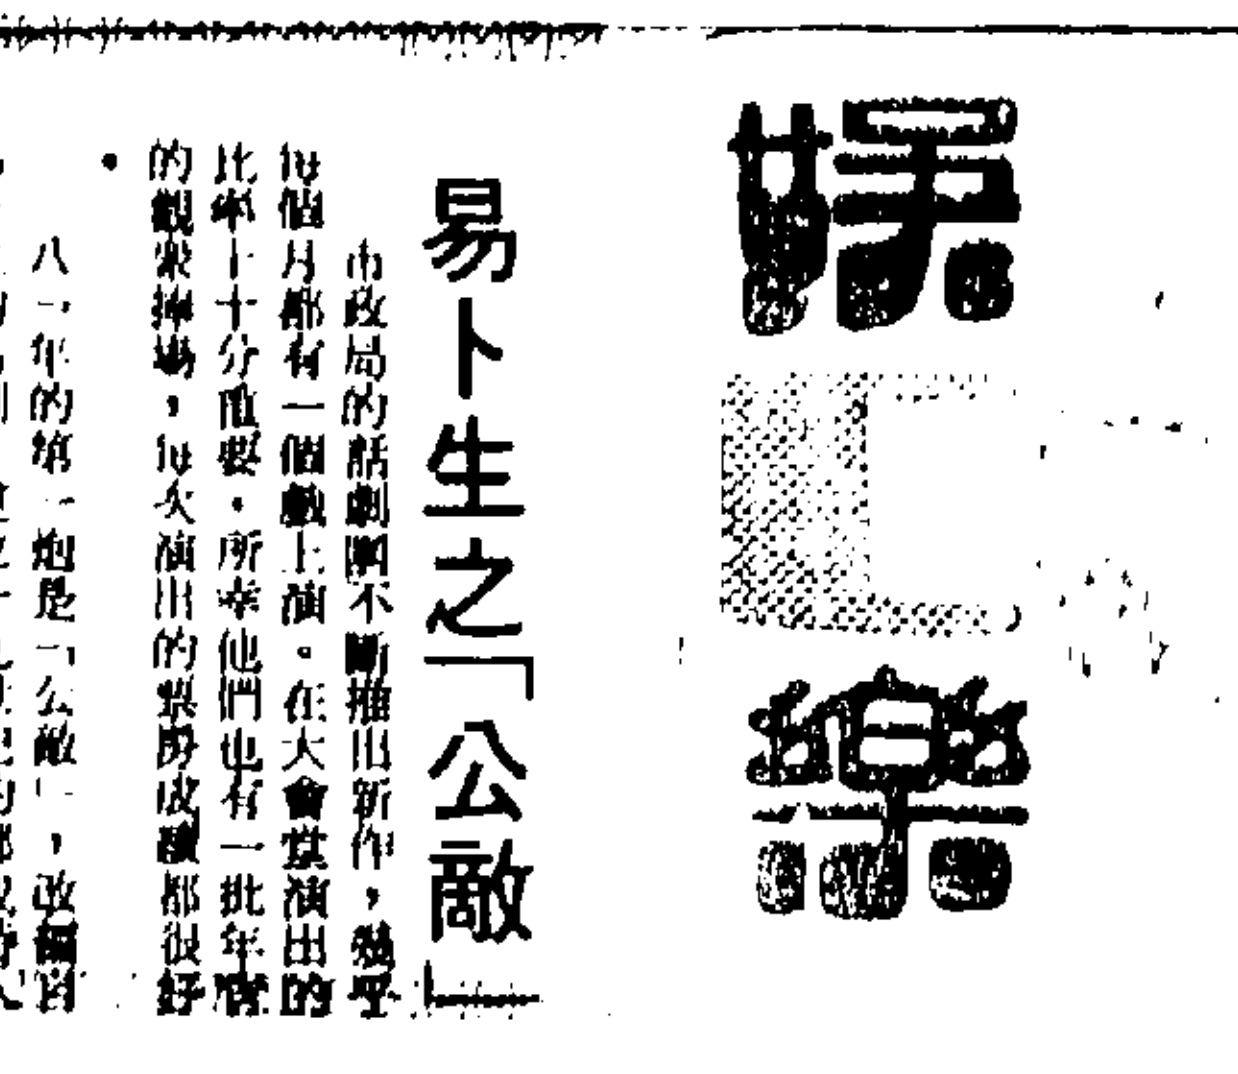 娛樂
易卜生之「公敵」
市政局的話劇團不斷推出新作，幾乎
每個月都有一個戲上演。在大會堂演出的
比率上十分重要。所幸他們也有一批年青
的觀衆捧場，每次演出的票房成績都很好
。
八一年的第一炮是「公敵」，改編自